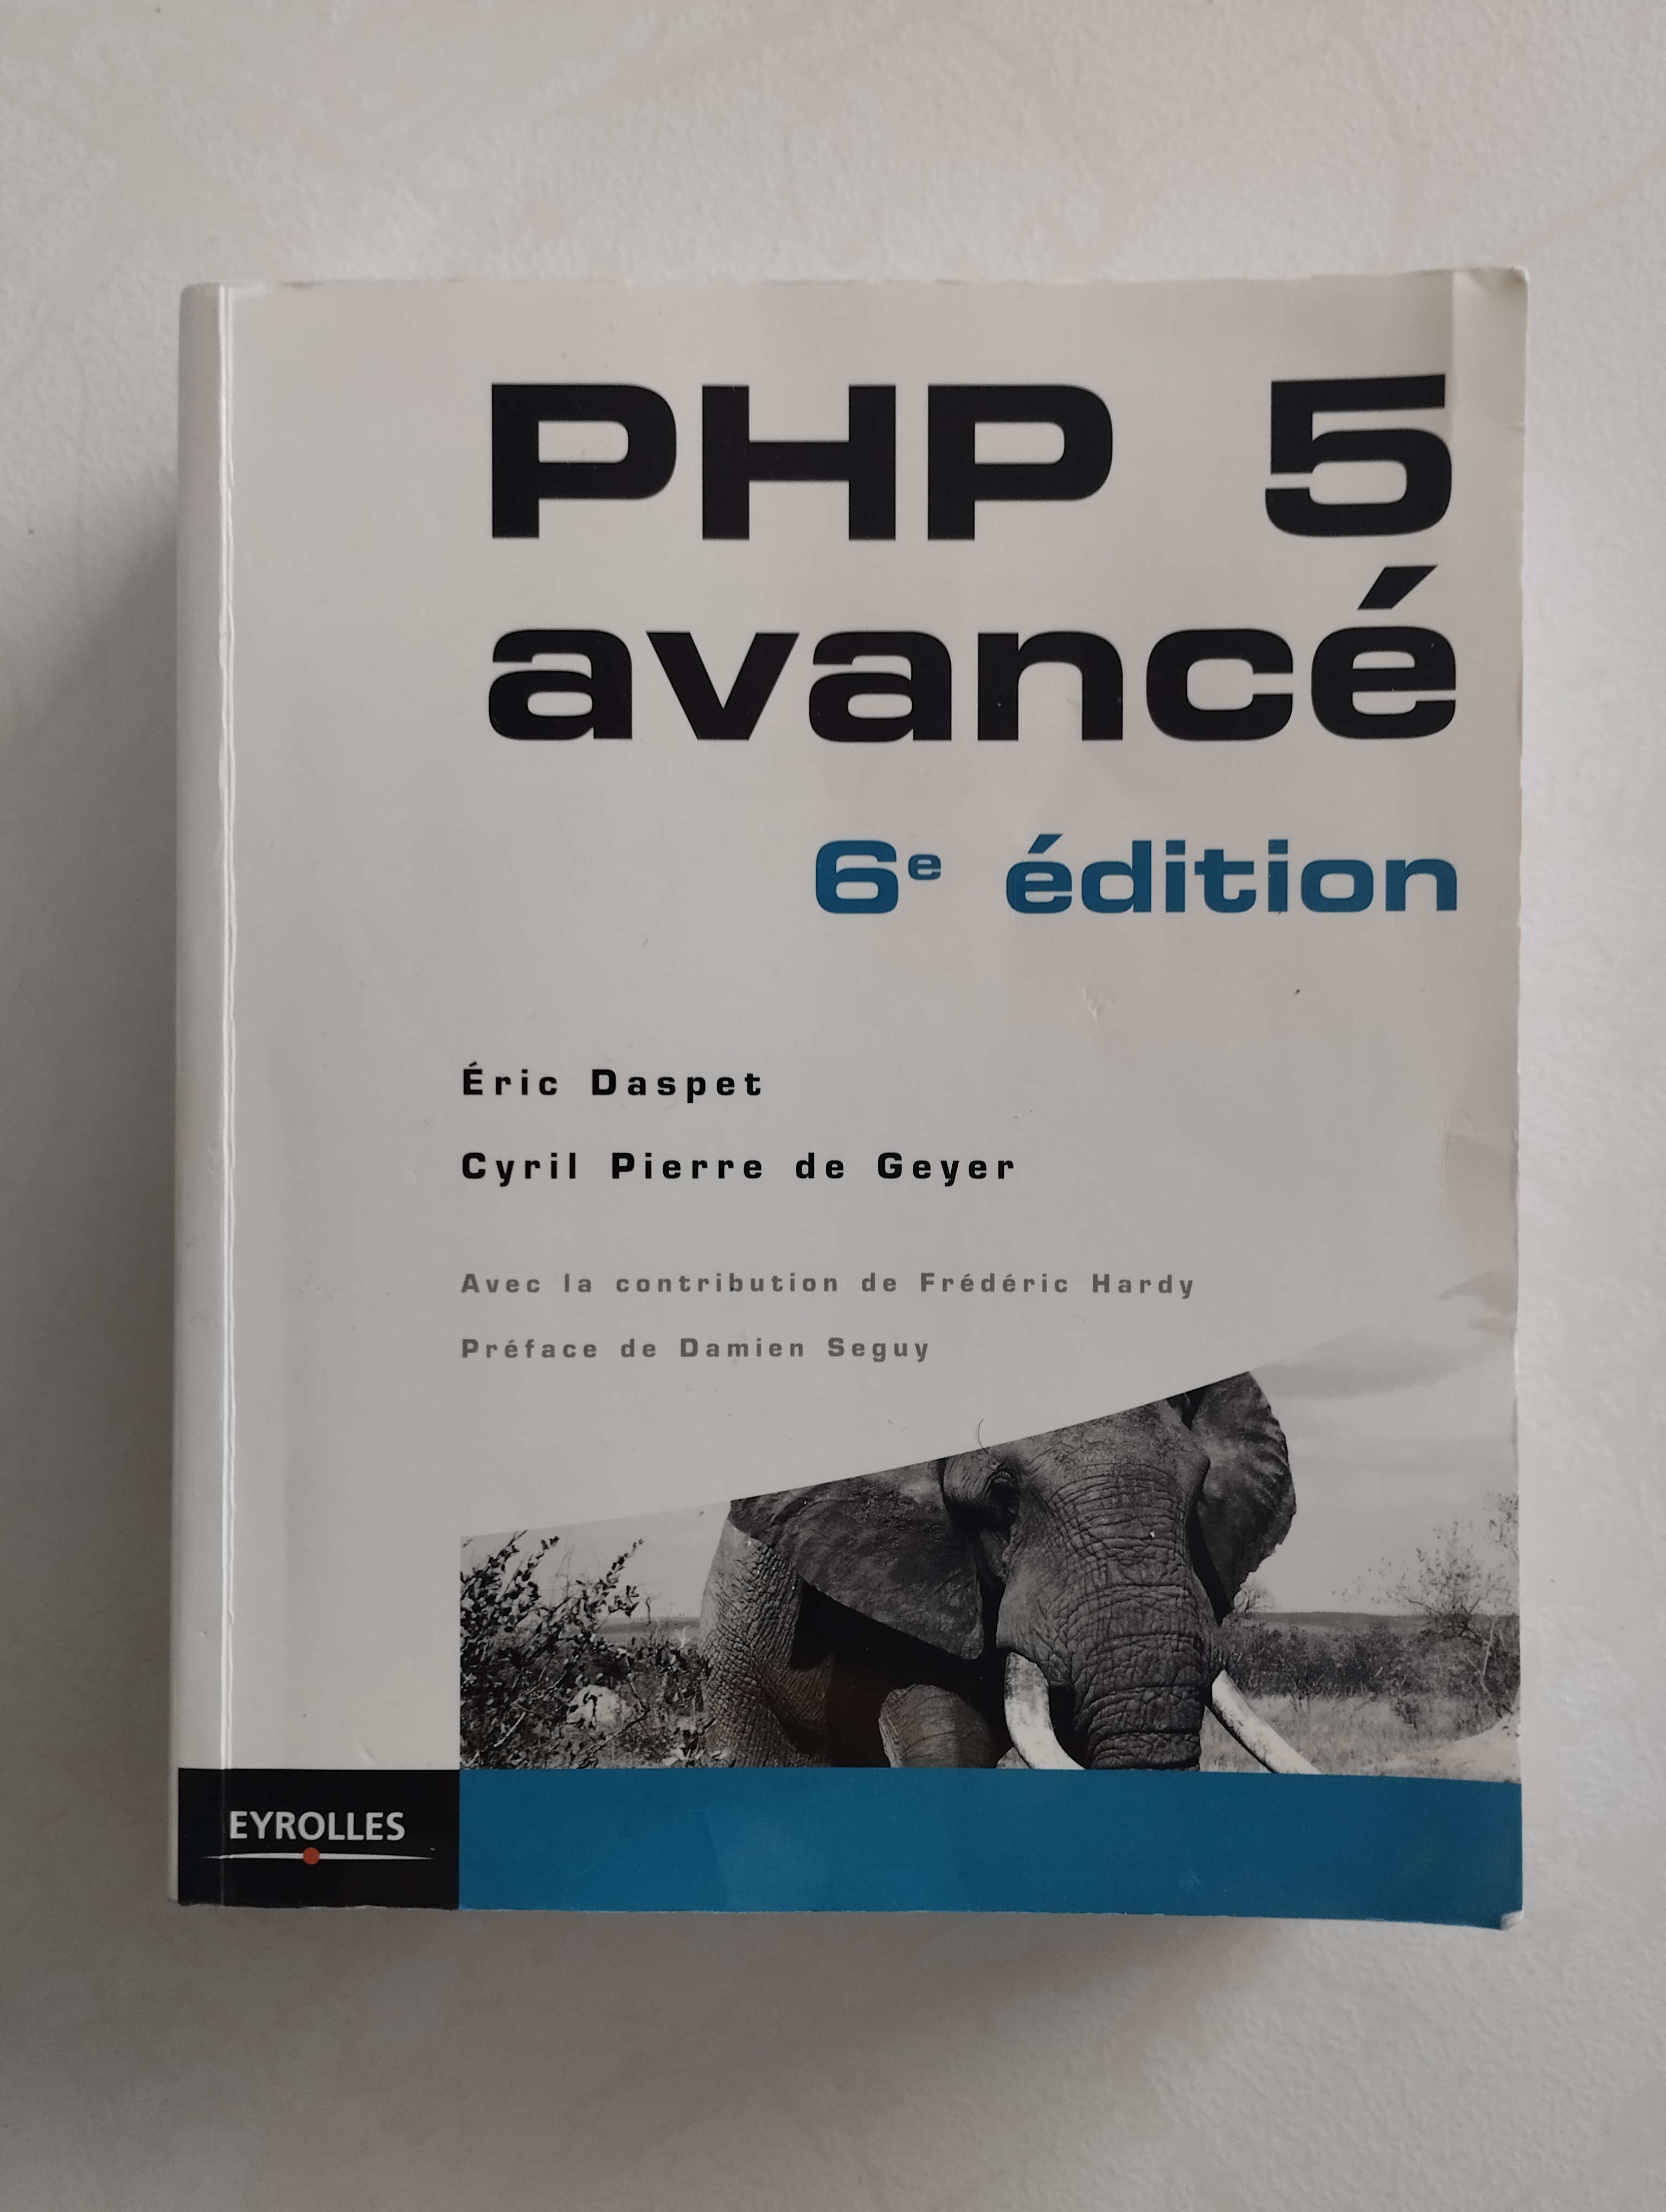 PHP 5
avancé
6e édition
Éric Daspet
Cyril Pierre de Geyer
Avec la contribution de Frédéric Hardy
Préface de Damien Seguy
EYROLLES